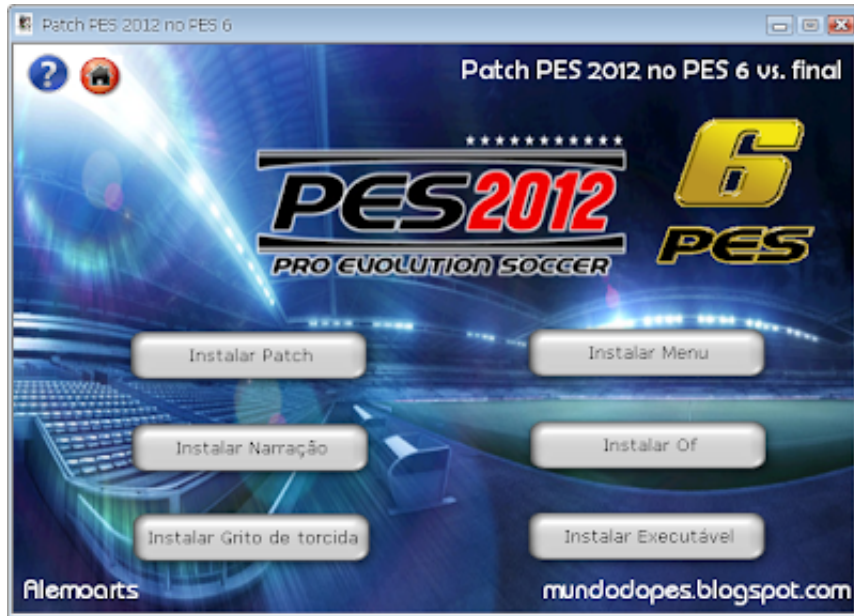 Patch PES 2012 no PES 6
Patch PES 2012 no PES 6 vs. final
PES2012
PRO EVOLUTION SOCCER
6
PES
Instalar Patch
Instalar Menu
Instalar Narração
Instalar Of
Instalar Grito de torcida
Instalar Executável
Alemoarts
mundodopes.blogspot.com